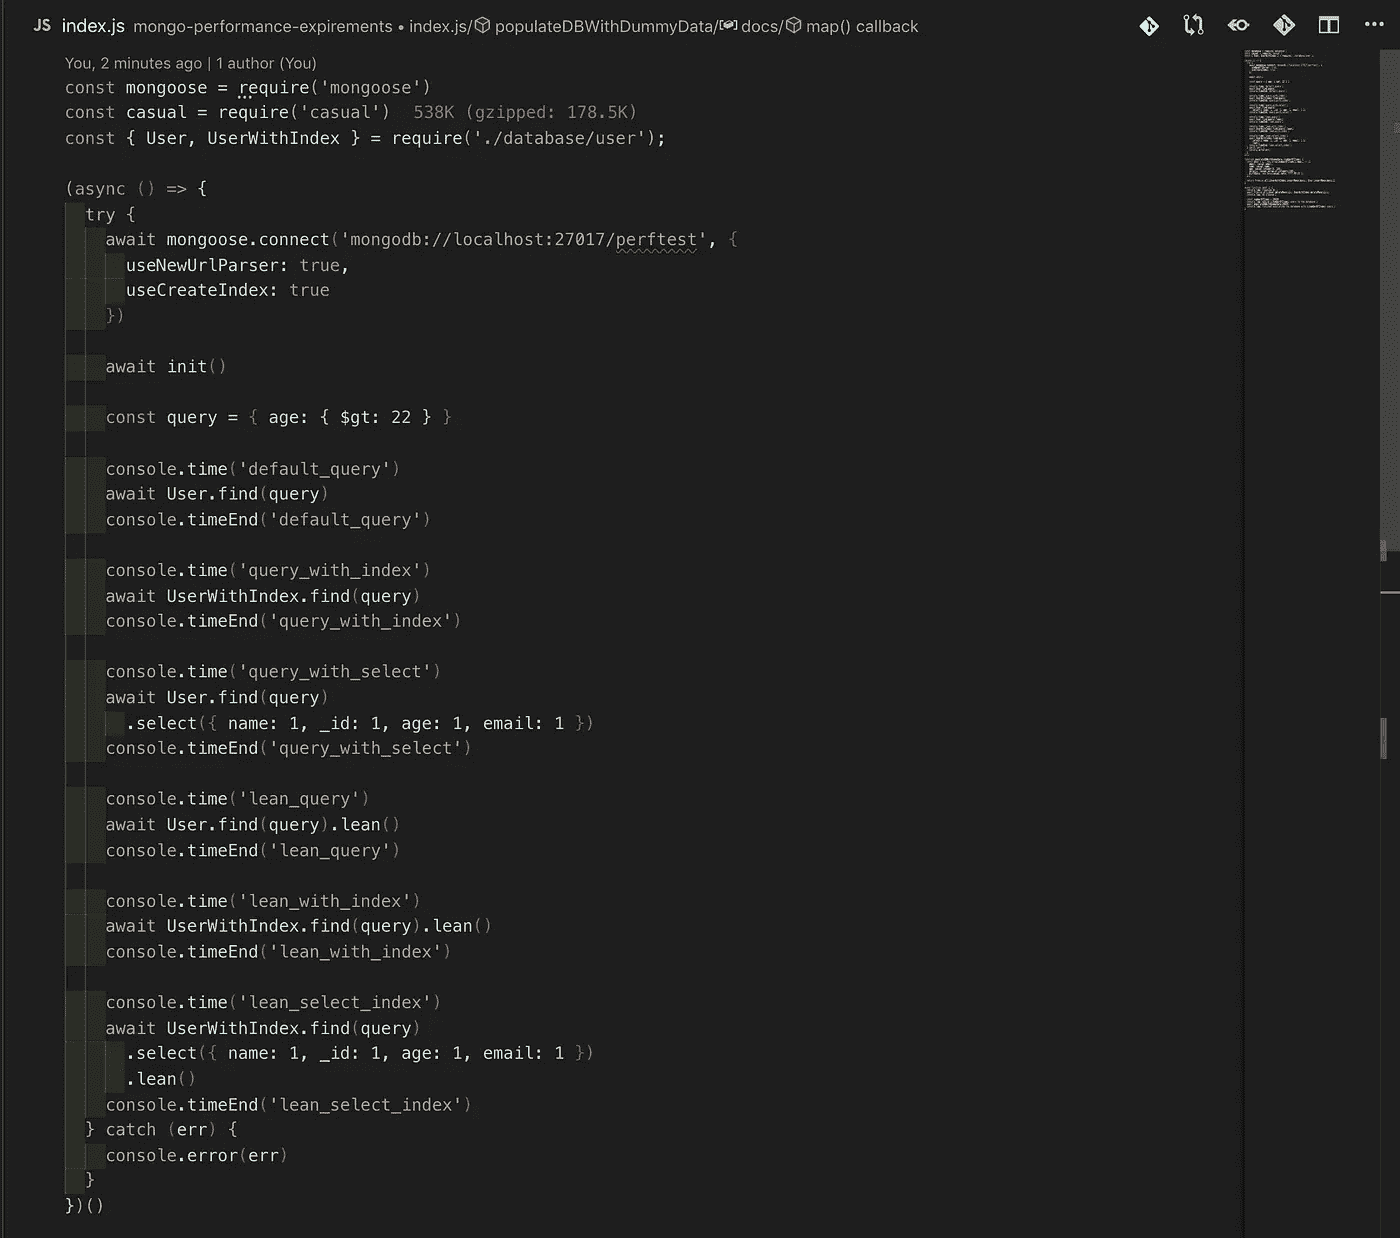 JS index.js mongo-performance-expirements • index.js/ populateDBWithDummyData/ docs/ map() callback
You, 2 minutes ago | 1 author (You)
const mongoose = require('mongoose')
const casual = require('casual')  538K (gzipped: 178.5K)
const { User, UserWithIndex } = require('./database/user');
(async () => {
  try {
    await mongoose.connect('mongodb://localhost:27017/perftest', {
      useNewUrlParser: true,
      useCreateIndex: true
    })
    await init()
    const query = { age: { $gt: 22 } }
    console.time('default_query')
    await User.find(query)
    console.timeEnd('default_query')
    console.time('query_with_index')
    await UserWithIndex.find(query)
    console.timeEnd('query_with_index')
    console.time('query_with_select')
    await User.find(query)
      .select({ name: 1, _id: 1, age: 1, email: 1 })
    console.timeEnd('query_with_select')
    console.time('lean_query')
    await User.find(query).lean()
    console.timeEnd('lean_query')
    console.time('lean_with_index')
    await UserWithIndex.find(query).lean()
    console.timeEnd('lean_with_index')
    console.time('lean_select_index')
    await UserWithIndex.find(query)
      .select({ name: 1, _id: 1, age: 1, email: 1 })
      .lean()
    console.timeEnd('lean_select_index')
  } catch (err) {
    console.error(err)
  }
})()